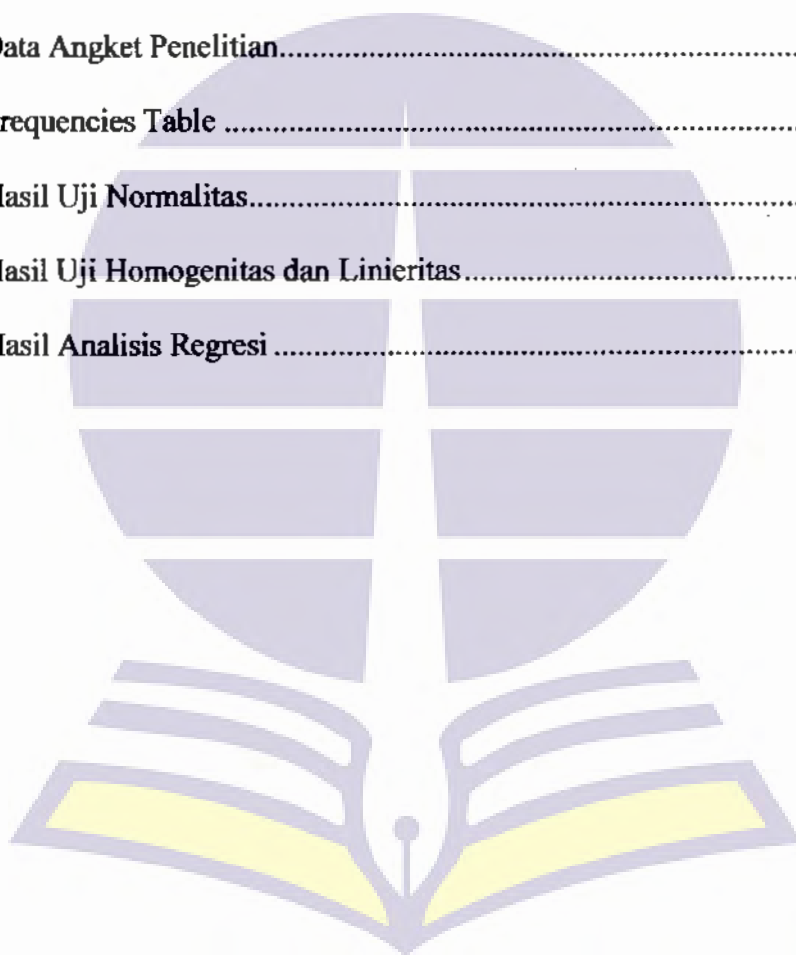 Data Angket Penelitian
Frequencies Table
Hasil Uji Normalitas
Hasil Uji Homogenitas dan Linieritas
Hasil Analisis Regresi